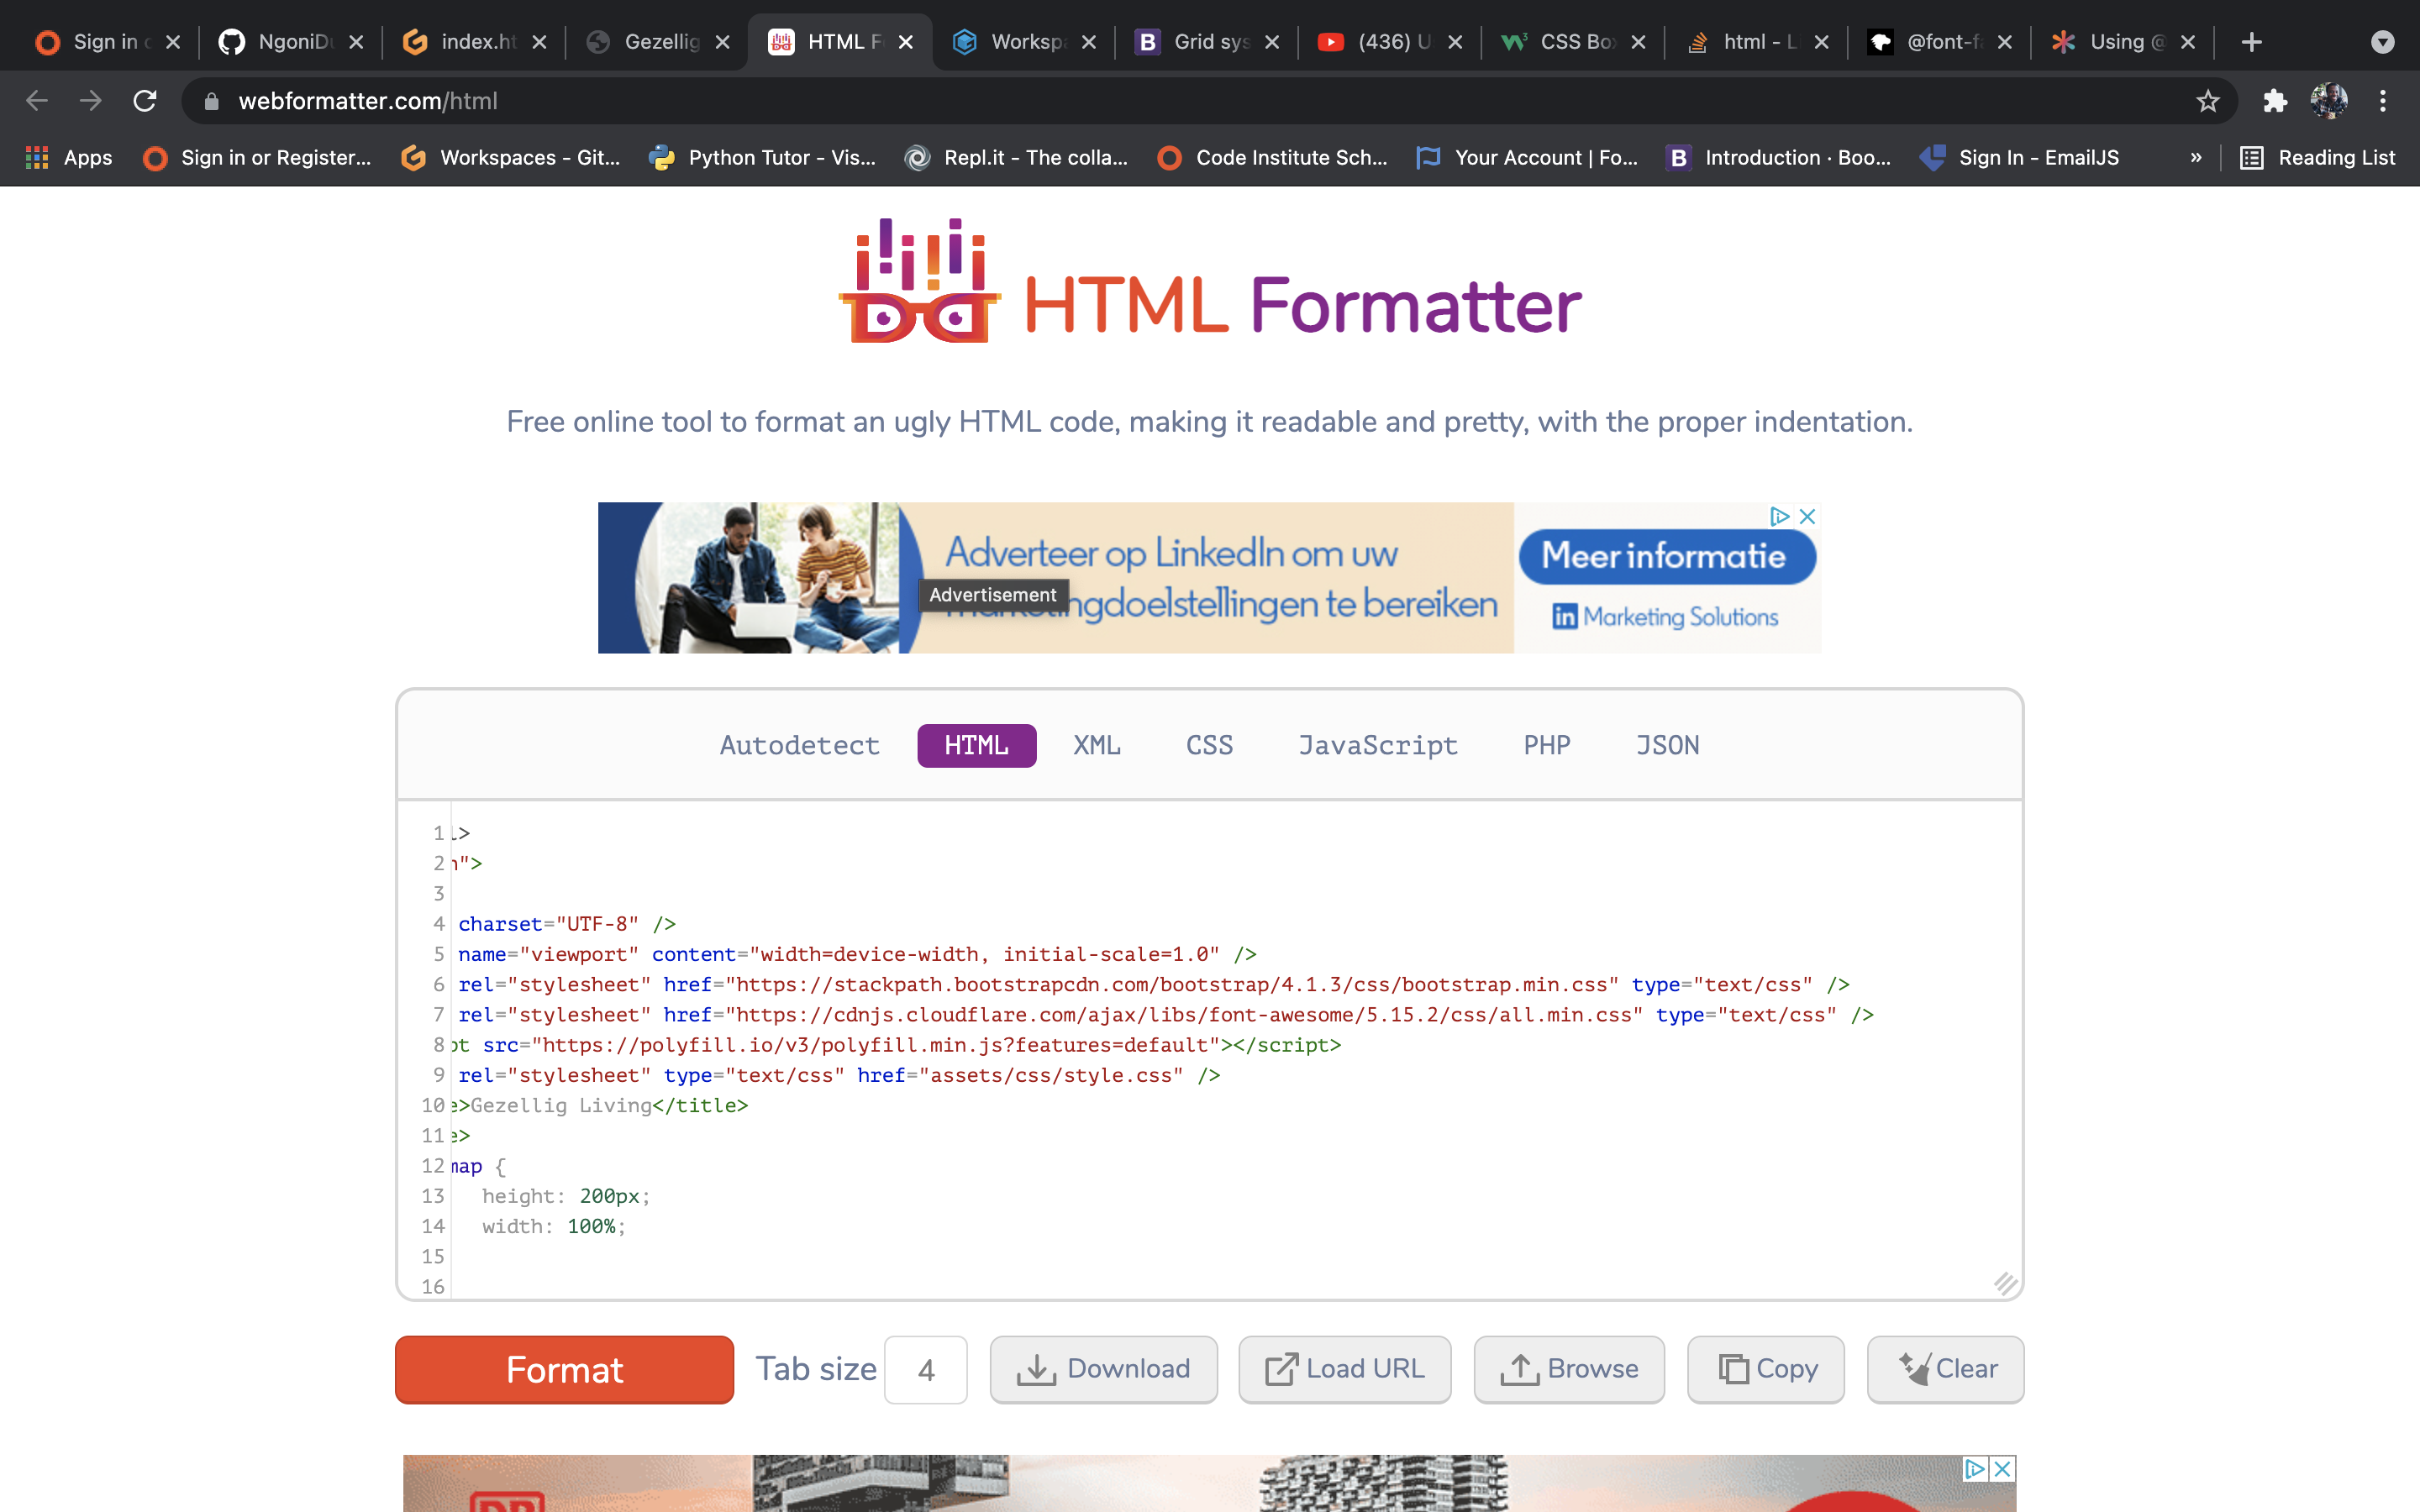 Sign in
NgoniDu
index.ht
Gezellig
HTML F
Worksp
Grid sys
(436) U
CSS Box
html - L
@font-fa
Using @
webformatter.com/html
Apps
Sign in or Register...
Workspaces - Git...
Python Tutor - Vis...
Repl.it - The colla...
Code Institute Sch...
Your Account | Fo...
Introduction · Boo...
Sign In - EmailJS
»
Reading List
HTML Formatter
Free online tool to format an ugly HTML code, making it readable and pretty, with the proper indentation.
Adverteer op LinkedIn om uw
ngdoelstellingen te bereiken
Advertisement
Meer informatie
in Marketing Solutions
Autodetect HTML XML CSS JavaScript PHP JSON
1 l>
2 n">
3
4 charset="UTF-8" />
5 name="viewport" content="width=device-width, initial-scale=1.0" />
6 rel="stylesheet" href="https://stackpath.bootstrapcdn.com/bootstrap/4.1.3/css/bootstrap.min.css" type="text/css" />
7 rel="stylesheet" href="https://cdnjs.cloudflare.com/ajax/libs/font-awesome/5.15.2/css/all.min.css" type="text/css" />
8 pt src="https://polyfill.io/v3/polyfill.min.js?features=default"></script>
9 rel="stylesheet" type="text/css" href="assets/css/style.css" />
10 e>Gezellig Living</title>
11 e>
12 map {
13 height: 200px;
14 width: 100%;
15
16
Format
Tab size 4
Download
Load URL
Browse
Copy
Clear